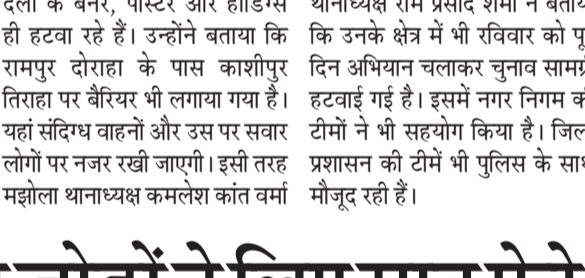 दलों के बैनर, पोस्टर और होर्डिंग्स
ही हटवा रहे हैं। उन्होंने बताया कि
रामपुर दोराहा के पास काशीपुर
तिराहा पर बैरियर भी लगाया गया है।
यहां संदिग्ध वाहनों और उस पर सवार
लोगों पर नजर रखी जाएगी। इसी तरह
मझोला थानाध्यक्ष कमलेश कांत वर्मा
थानाध्यक्ष राम प्रसाद शर्मा ने
कि उनके क्षेत्र में भी रविवार को
दिन अभियान चलाकर चुनाव
हटवाई गई है। इसमें नगर निगम
टीमों ने भी सहयोग किया है।
प्रशासन की टीमें भी पुलिस के
मौजूद रही हैं।